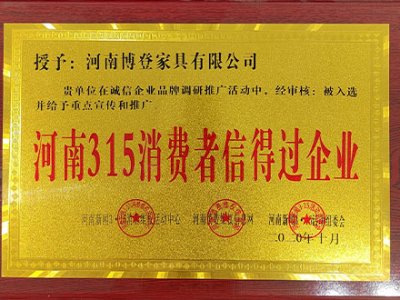 授予：河南博登家具有限公司
贵单位在诚信企业品牌调研推广活动中，经审核：被入选
并给予重点宣传和推广
河南315消费者信得过企业
二〇二〇年十月